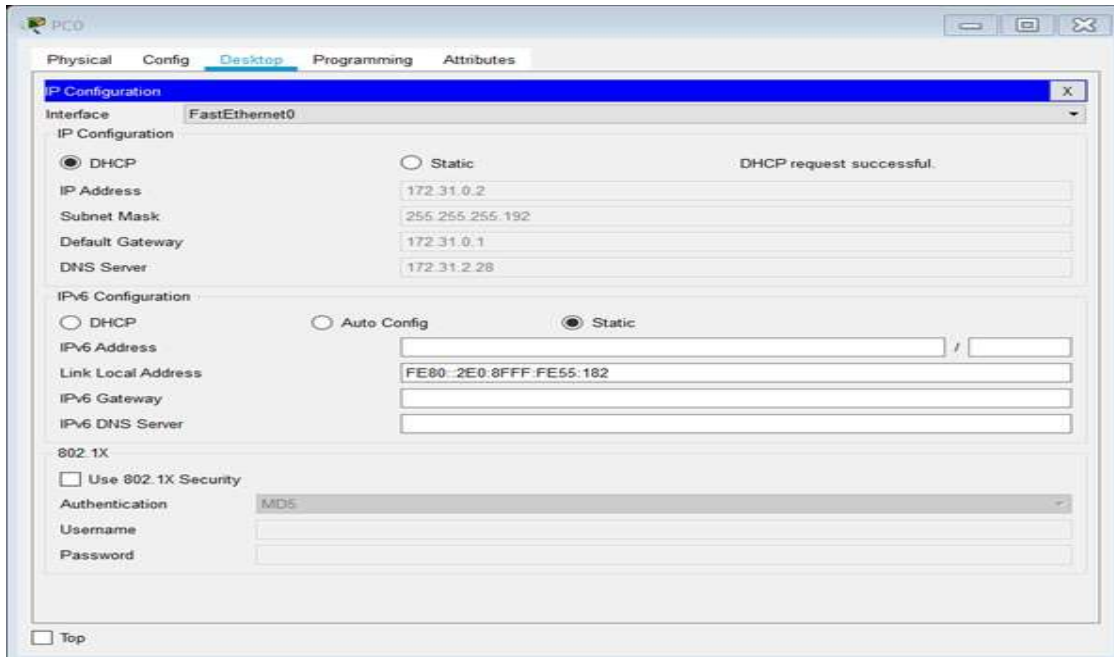 PC0
Physical Config Desktop Programming Attributes
IP Configuration X
Interface FastEthernet0
IP Configuration
DHCP Static DHCP request successful.
IP Address 172.31.0.2
Subnet Mask 255.255.255.192
Default Gateway 172.31.0.1
DNS Server 172.31.2.28
IPv6 Configuration
DHCP Auto Config Static
IPv6 Address /
Link Local Address FE80::2E0:8FFF:FE55:182
IPv6 Gateway
IPv6 DNS Server
802.1X
Use 802.1X Security
Authentication MD5
Username
Password
Top